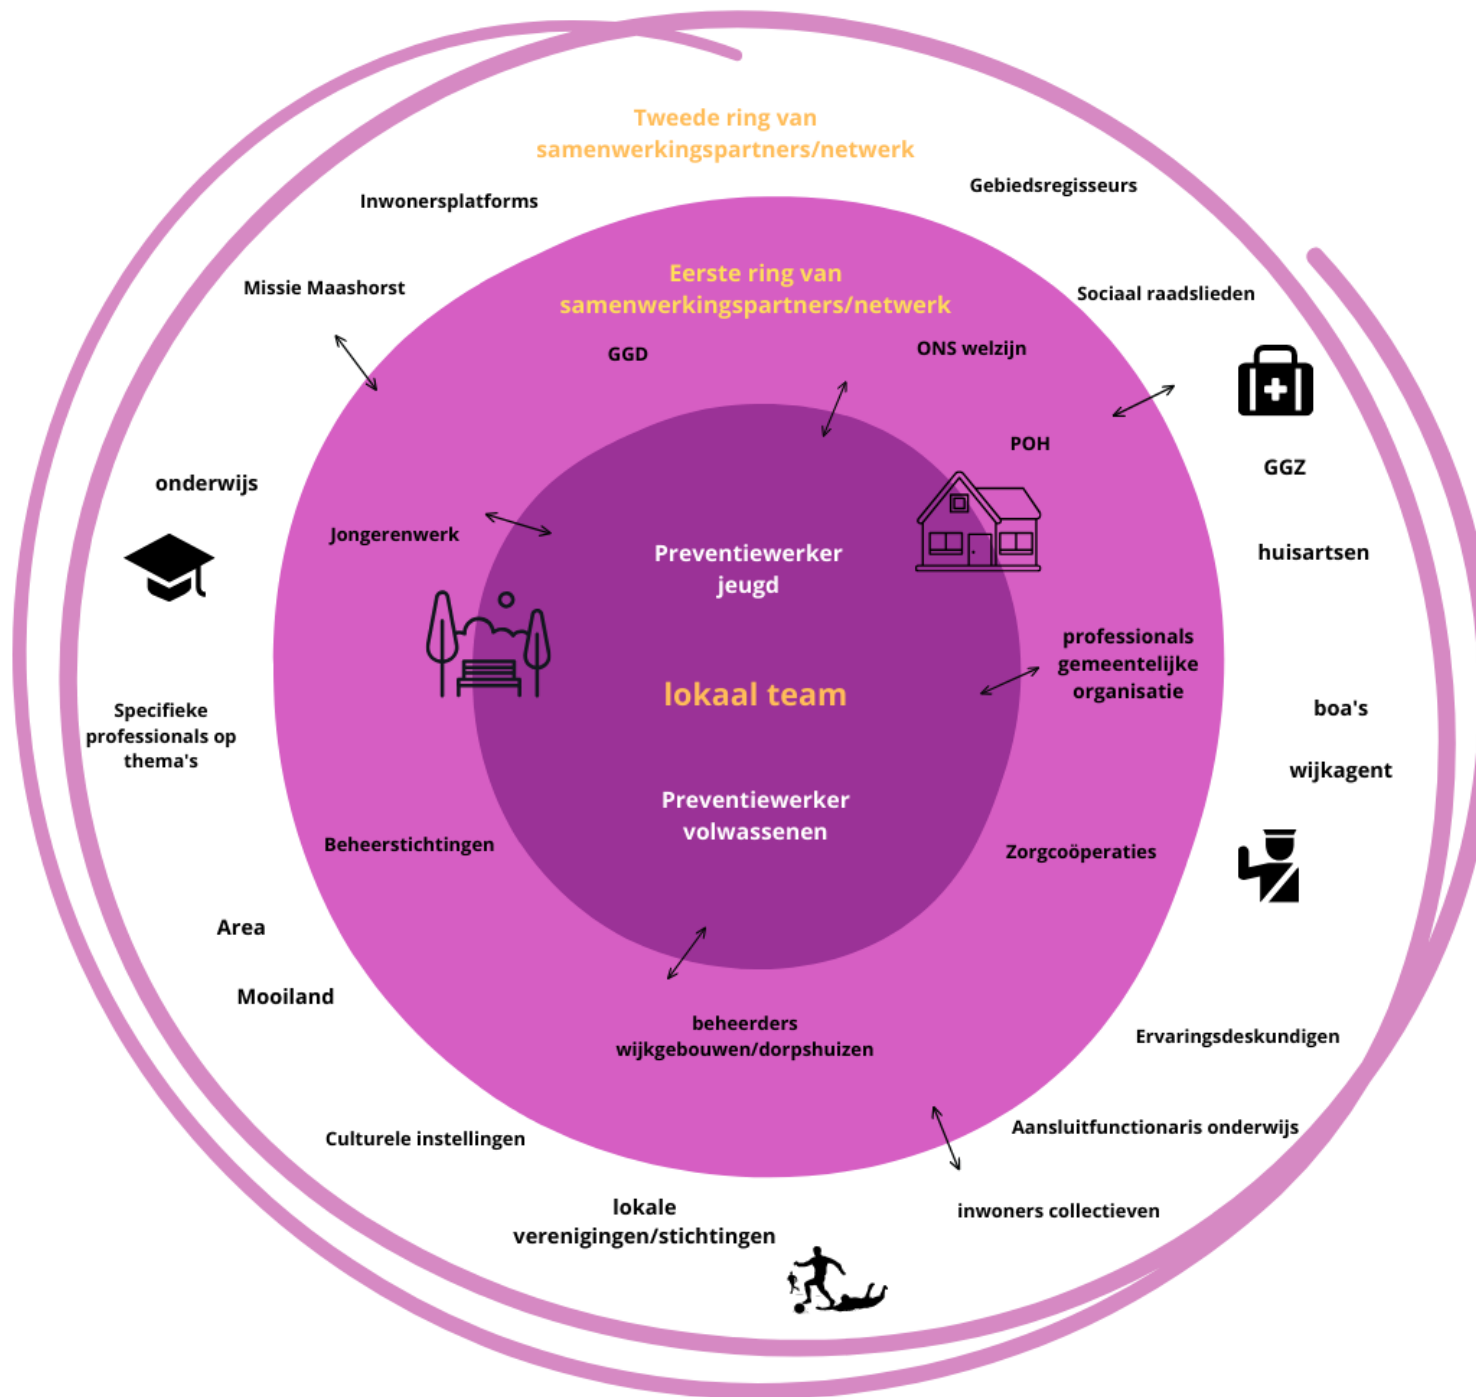 Tweede ring van
samenwerkingspartners/netwerk
Gebiedsregisseurs
Inwonersplatforms
Missie Maashorst
Sociaal raadslieden
Eerste ring van
samenwerkingspartners/netwerk
GGD
ONS welzijn
POH
GGZ
onderwijs
Jongerenwerk
huisartsen
Preventiewerker
jeugd
professionals
gemeentelijke
organisatie
lokaal team
Specifieke
professionals op
thema's
boa's
wijkagent
Preventiewerker
volwassenen
Beheerstichtingen
Zorgcoöperaties
Area
Mooiland
beheerders
wijkgebouwen/dorpshuizen
Ervaringsdeskundigen
Aansluitfunctionaris onderwijs
Culturele instellingen
lokale
verenigingen/stichtingen
inwoners collectieven